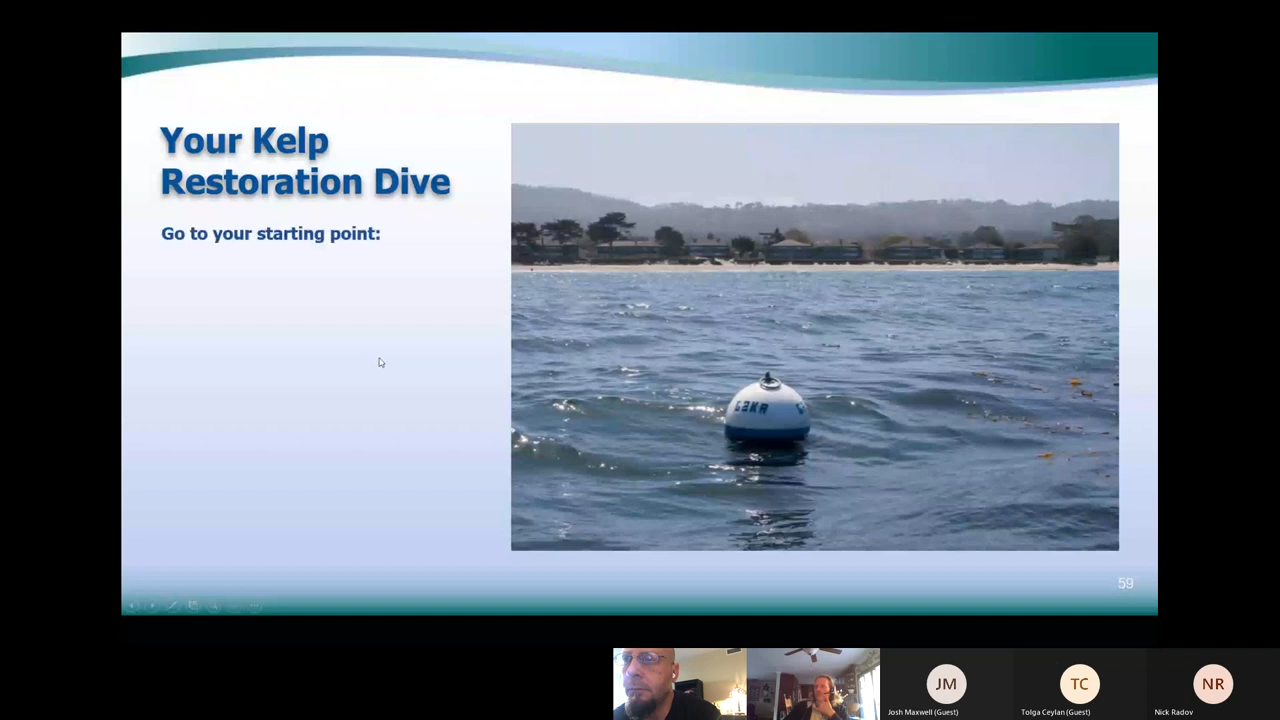 Your Kelp
Restoration Dive
Go to your starting point:
G2KR
59
JM
TC
NR
Josh Maxwell (Guest)
Tolga Ceylan (Guest)
Nick Radov